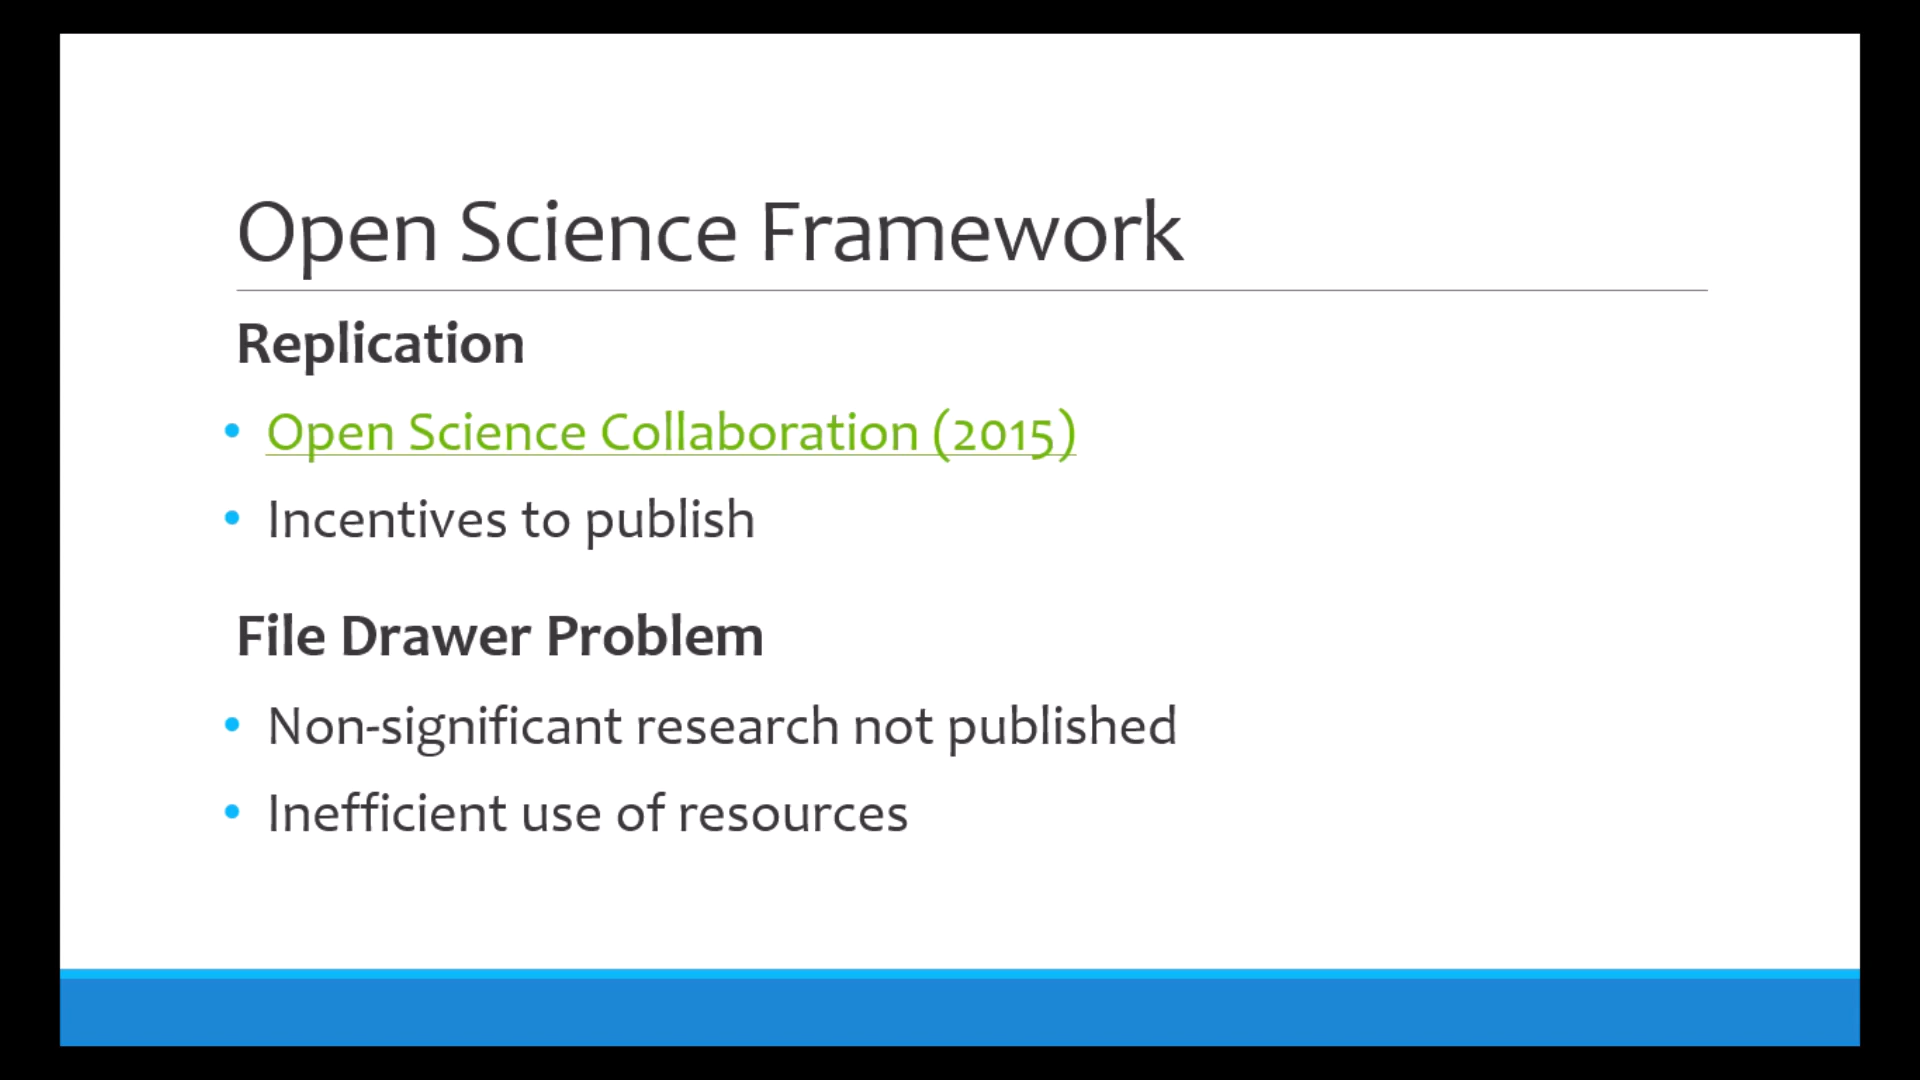 Open Science Framework
Replication
• Open Science Collaboration (2015)
• Incentives to publish
File Drawer Problem
• Non-significant research not published
• Inefficient use of resources